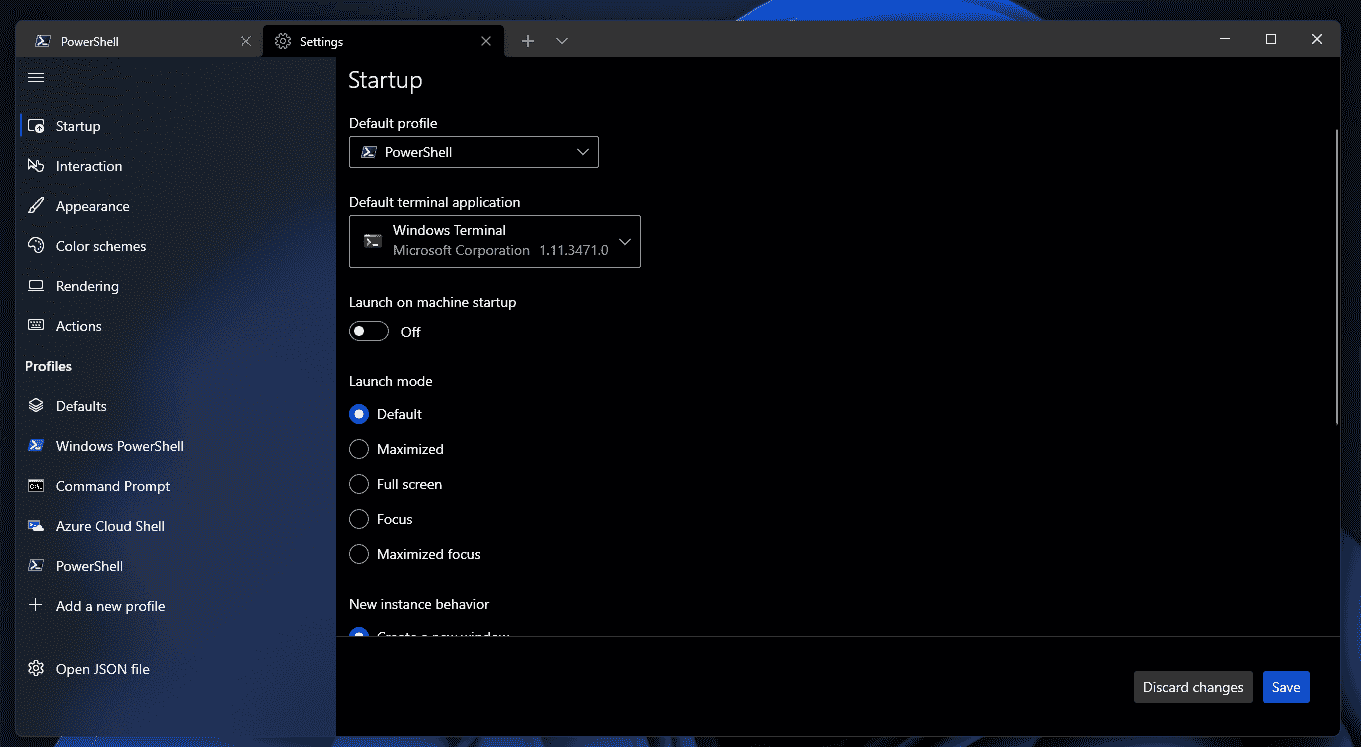 PowerShell
Settings
Startup
Interaction
Appearance
Color schemes
Rendering
Actions
Profiles
Defaults
Windows PowerShell
Command Prompt
Azure Cloud Shell
PowerShell
Add a new profile
Open JSON file
Startup
Default profile
PowerShell
Default terminal application
Windows Terminal
Microsoft Corporation 1.11.3471.0
Launch on machine startup
Off
Launch mode
Default
Maximized
Full screen
Focus
Maximized focus
New instance behavior
Create a new window
Discard changes
Save